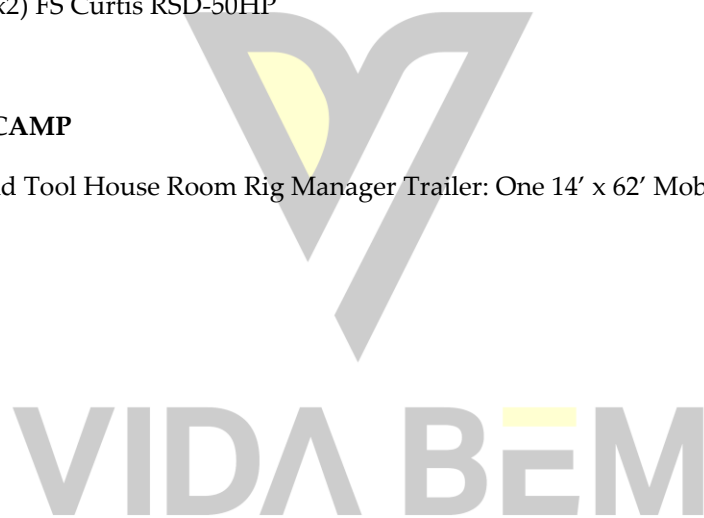 x2) FS Curtis RSD-50HP
CAMP
d Tool House Room Rig Manager Trailer: One 14’ x 62’ Mob
VIDA BEM